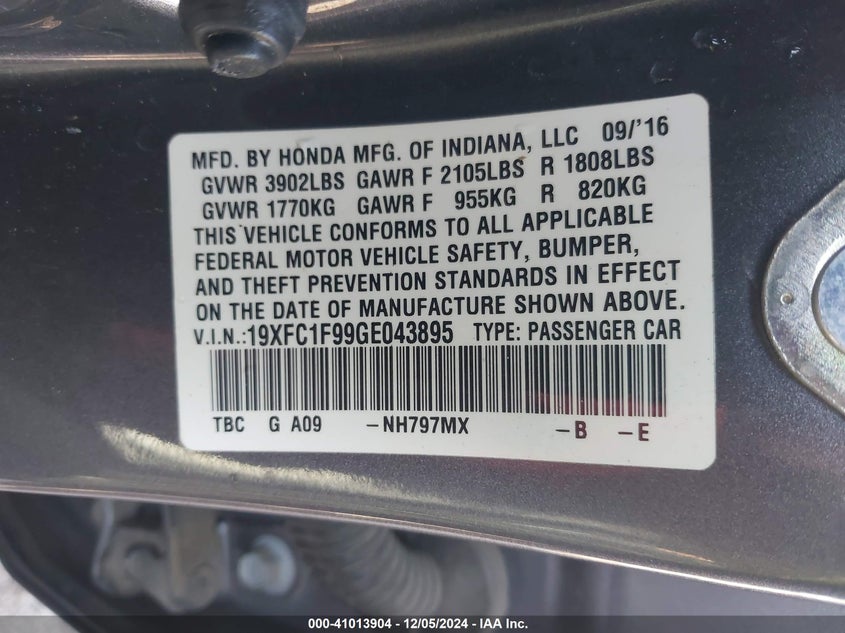 MFD. BY HONDA MFG. OF INDIANA, LLC 09/'16
GVWR 3902LBS GAWR F 2105LBS R 1808LBS
GVWR 1770KG GAWR F 955KG R 820KG
THIS VEHICLE CONFORMS TO ALL APPLICABLE
FEDERAL MOTOR VEHICLE SAFETY, BUMPER,
AND THEFT PREVENTION STANDARDS IN EFFECT
ON THE DATE OF MANUFACTURE SHOWN ABOVE.
V.I.N.:19XFC1F99GE043895 TYPE: PASSENGER CAR
TBC G A09 -NH797MX -B -E
000-41013904 - 12/05/2024 - IAA Inc.